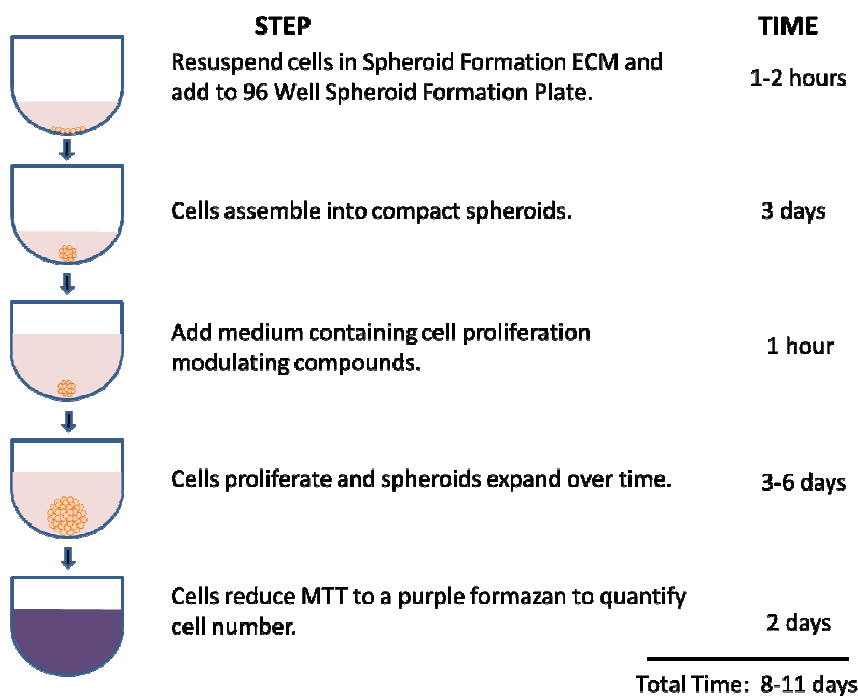 STEP TIME
Resuspend cells in Spheroid Formation ECM and
add to 96 Well Spheroid Formation Plate.
1-2 hours
Cells assemble into compact spheroids.
3 days
Add medium containing cell proliferation
modulating compounds.
1 hour
Cells proliferate and spheroids expand over time.
3-6 days
Cells reduce MTT to a purple formazan to quantify
cell number.
2 days
Total Time: 8-11 days